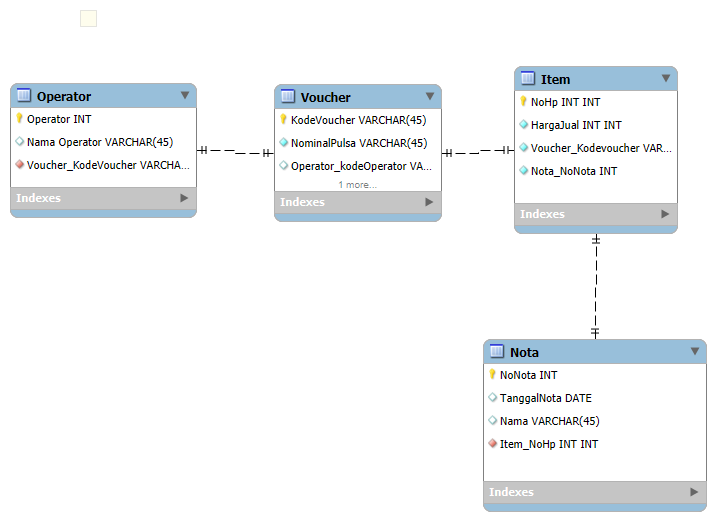 Operator
Operator INT
Nama Operator VARCHAR(45)
Voucher_KodeVoucher VARCHA...
Indexes
Voucher
KodeVoucher VARCHAR(45)
NominalPulsa VARCHAR(45)
Operator_kodeOperator VA...
1 more...
Indexes
Item
NoHp INT INT
HargaJual INT INT
Voucher_Kodevoucher VAR...
Nota_NoNota INT
Indexes
Nota
NoNota INT
TanggalNota DATE
Nama VARCHAR(45)
Item_NoHp INT INT
Indexes